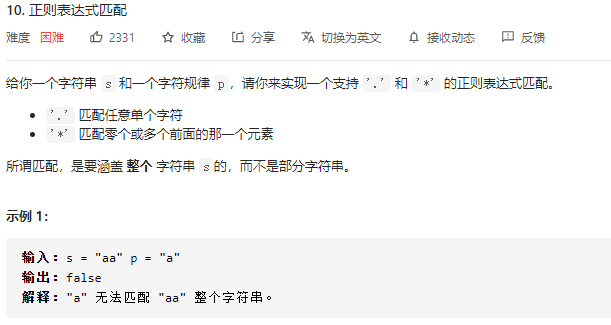 10. 正则表达式匹配
难度 困难 2331 收藏 分享 切换为英文 接收动态 反馈
给你一个字符串 s 和一个字符规律 p，请你来实现一个支持 '.' 和 '*' 的正则表达式匹配。
'.' 匹配任意单个字符
'*' 匹配零个或多个前面的那一个元素
所谓匹配，是要涵盖 整个 字符串 s 的，而不是部分字符串。
示例 1：
输入：s = "aa" p = "a"
输出：false
解释："a" 无法匹配 "aa" 整个字符串。